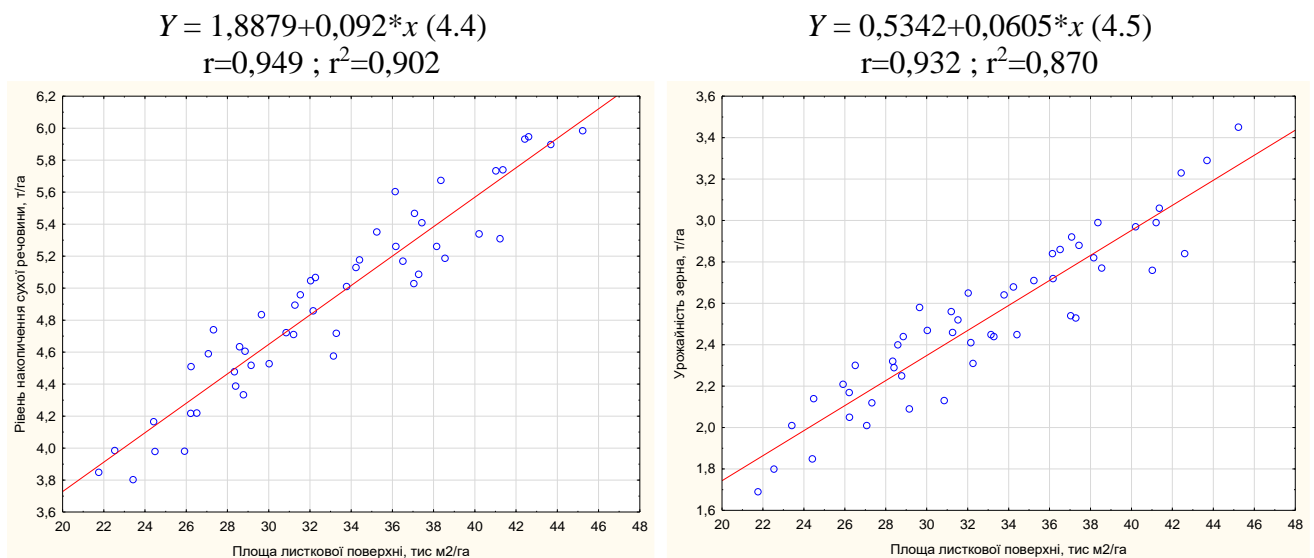 Y = 1,8879+0,092*x (4.4)
r=0,949 ; r²=0,902
Y = 0,5342+0,0605*x (4.5)
r=0,932 ; r²=0,870
Рівень накопичення сухої речовини, т/га
6,2
6,0
5,8
5,6
5,4
5,2
5,0
4,8
4,6
4,4
4,2
4,0
3,8
3,6
20 22 24 26 28 30 32 34 36 38 40 42 44 46 48
Площа листкової поверхні, тис м2/га
Урожайність зерна, т/га
3,6
3,4
3,2
3,0
2,8
2,6
2,4
2,2
2,0
1,8
1,6
20 22 24 26 28 30 32 34 36 38 40 42 44 46 48
Площа листкової поверхні, тис м2/га